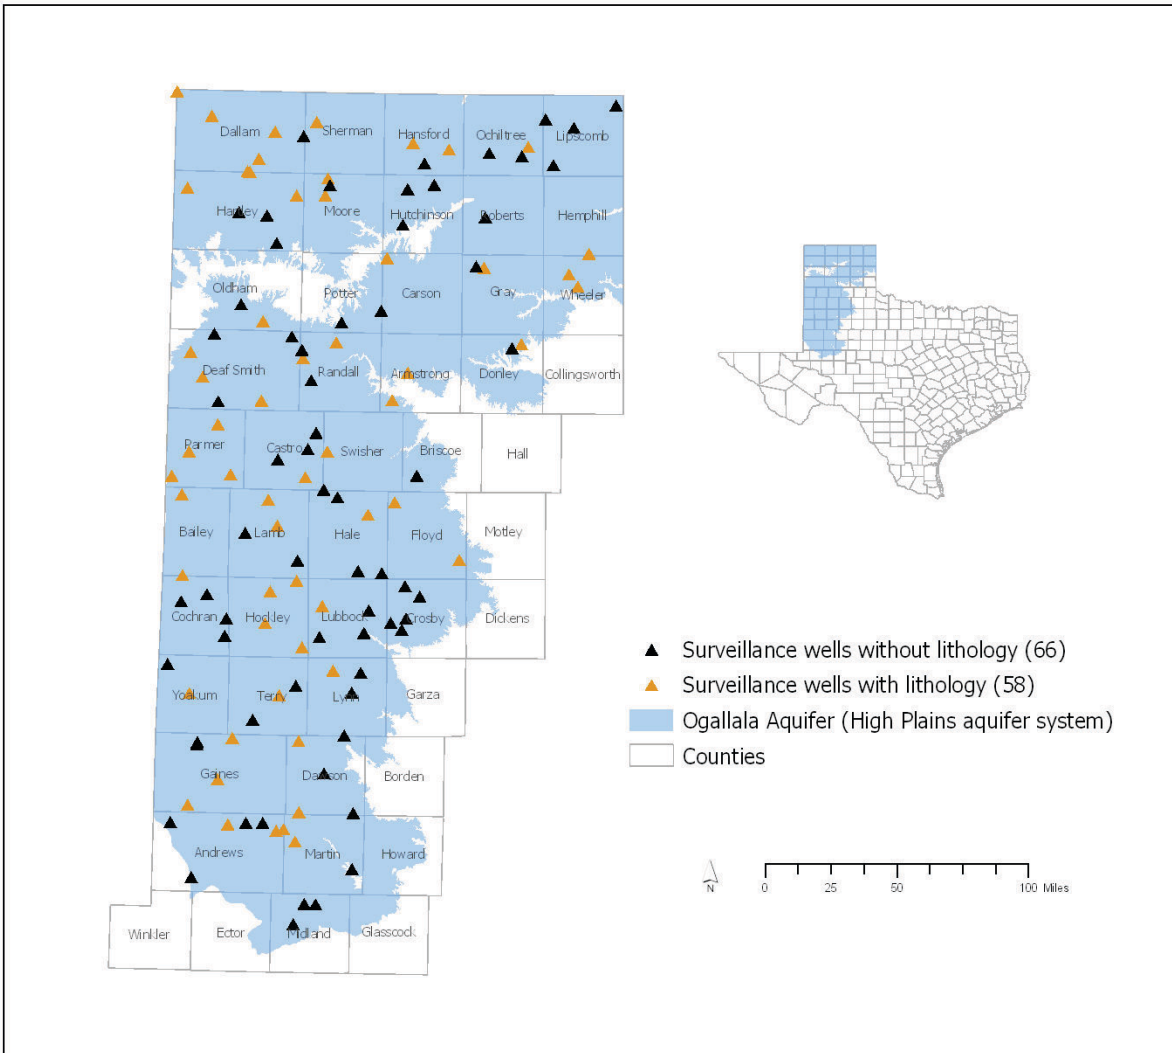 Dallam
Sherman
Hansford
Ochiltree
Lipscomb
Hartley
Moore
Hutchinson
Roberts
Hemphill
Oldham
Potter
Carson
Gray
Wheeler
Deaf Smith
Randall
Armstrong
Donley
Collingsworth
Parmer
Castro
Swisher
Briscoe
Hall
Bailey
Lamb
Hale
Floyd
Motley
Cochran
Hockley
Lubbock
Crosby
Dickens
Yoakum
Terry
Lynn
Garza
Gaines
Dawson
Borden
Andrews
Martin
Howard
Winkler
Ector
Midland
Glasscock
Surveillance wells without lithology (66)
Surveillance wells with lithology (58)
Ogallala Aquifer (High Plains aquifer system)
Counties
N
0 25 50 100 Miles